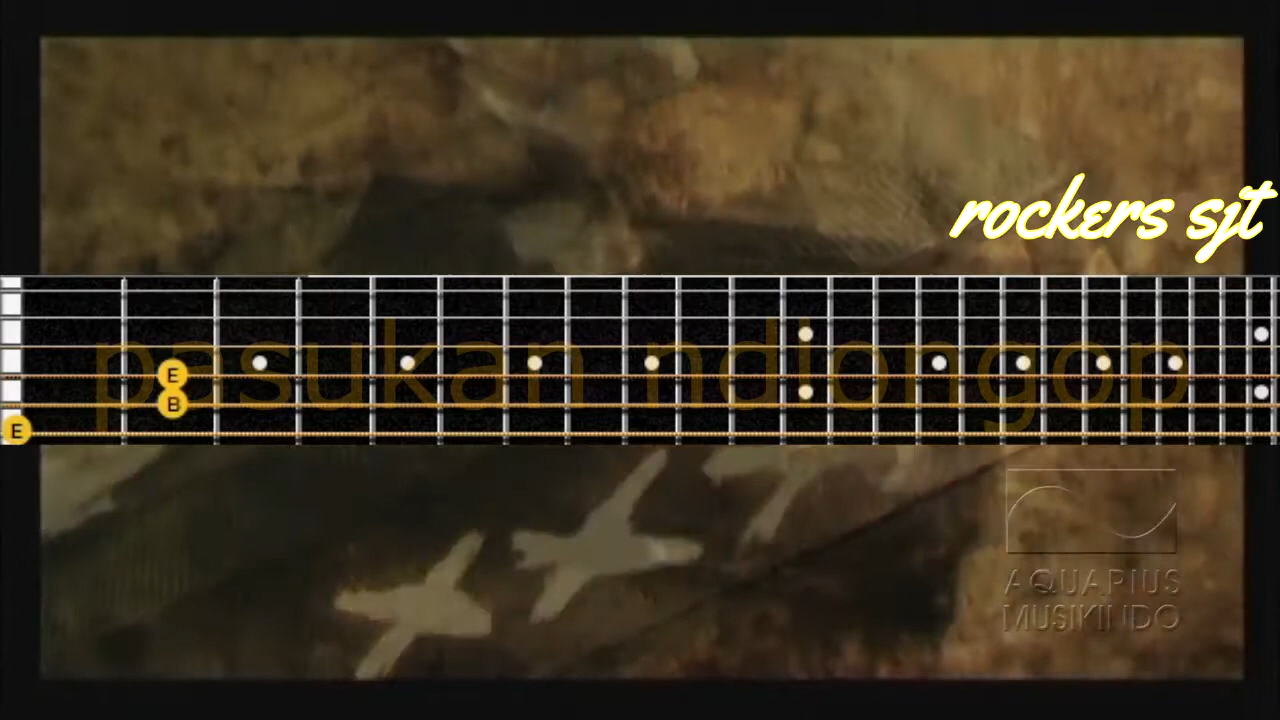 rockers sjt
pasukan ndlongop
E
B
E
AQUARIUS
MUSIKINDO